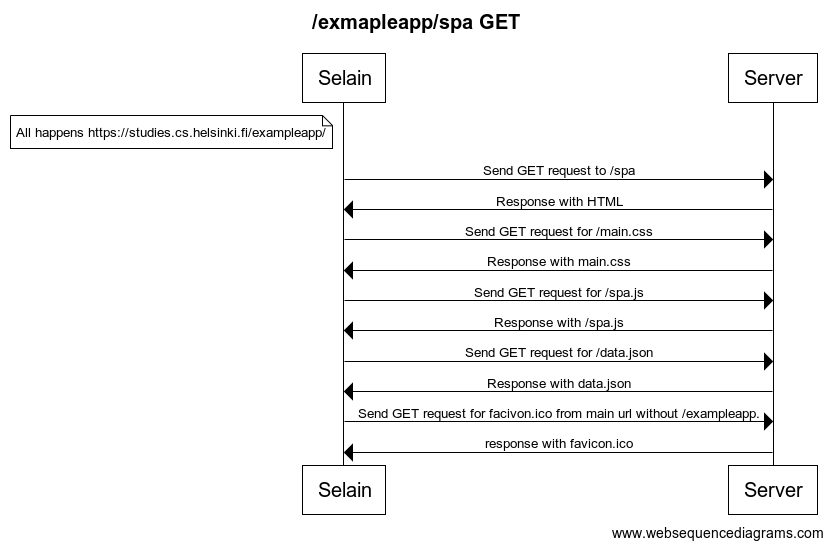 /exmapleapp/spa GET
Selain
Server
All happens https://studies.cs.helsinki.fi/exampleapp/
Send GET request to /spa
Response with HTML
Send GET request for /main.css
Response with main.css
Send GET request for /spa.js
Response with /spa.js
Send GET request for /data.json
Response with data.json
Send GET request for facivon.ico from main url without /exampleapp.
response with favicon.ico
Selain
Server
www.websequencediagrams.com